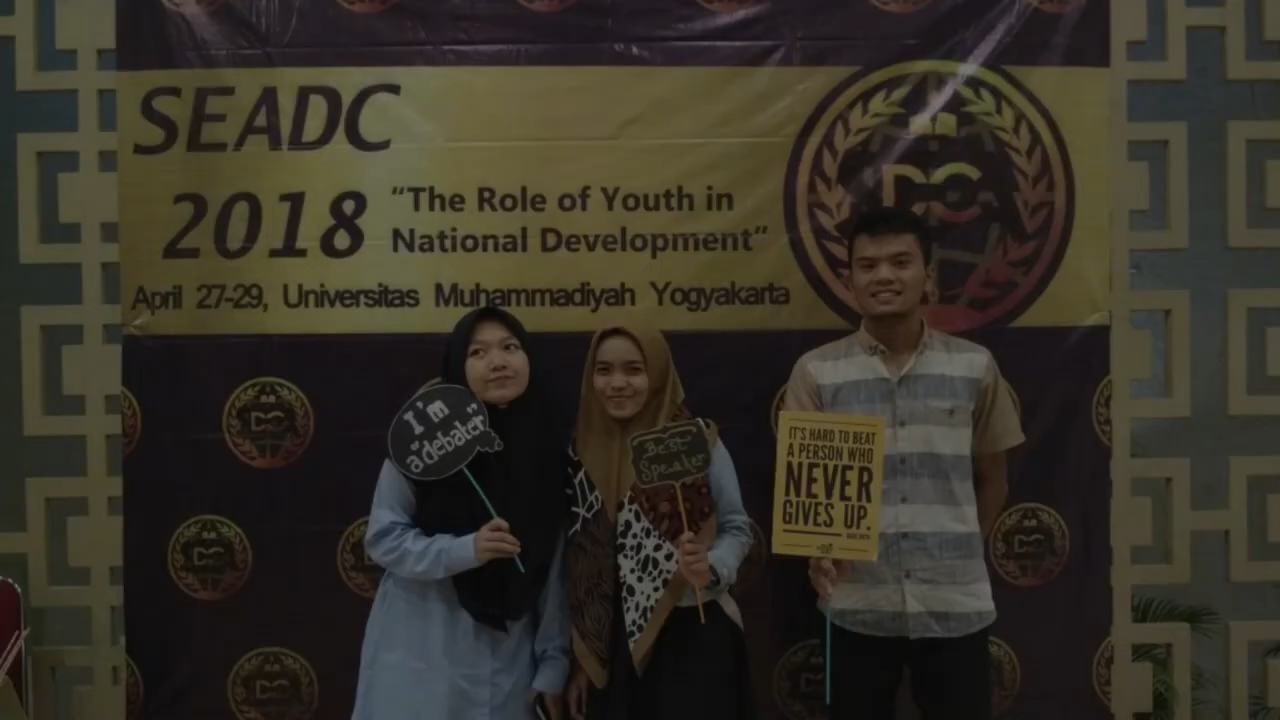 SEADC
2018
"The Role of Youth in
National Development"
April 27-29, Universitas Muhammadiyah Yogyakarta
DC
I'm
a "debater"
Best
Speaker
IT'S HARD TO BEAT
A PERSON WHO
NEVER
GIVES UP.